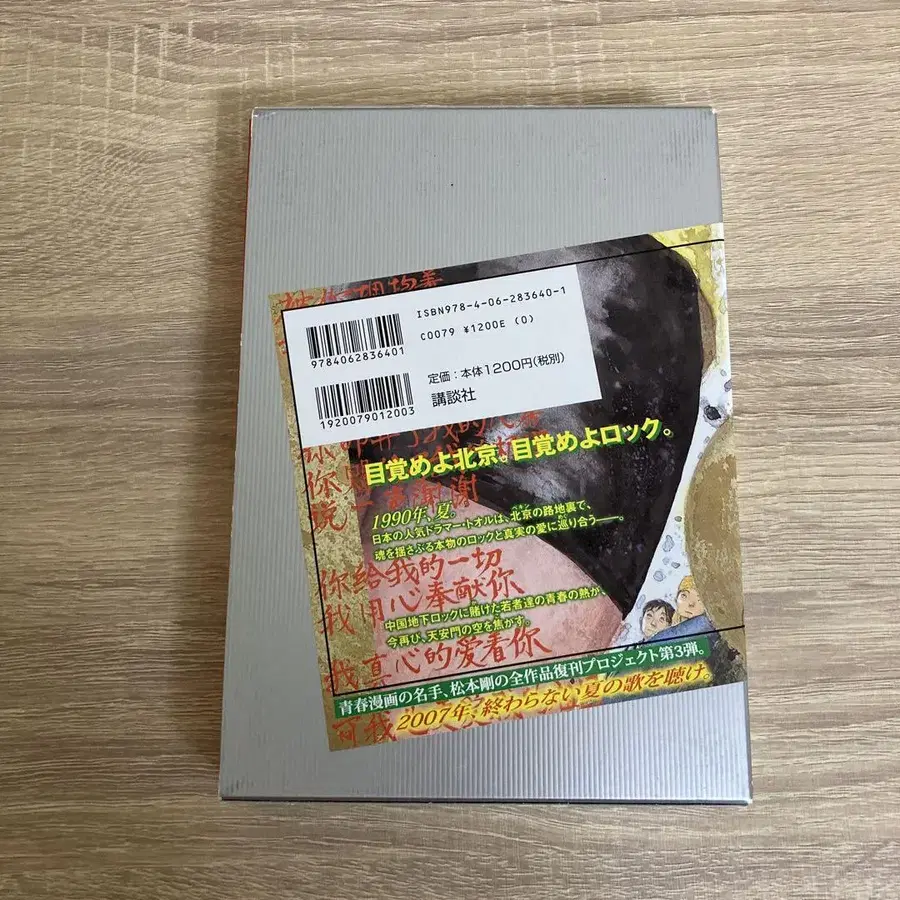 ISBN978-4-06-283640-1
C0079 ¥1200E (0)
9784062836401
定価：本体1200円(税別)
講談社
1920079012003
目覚めよ北京。目覚めよロック。
1990年、夏。
日本の人気ドラマー・トオルは、北京の路地裏で、
ペキン
魂を揺さぶる本物のロックと真実の愛に巡り合う——。
めぐ
你给我的一切
我用心奉献你
中国地下ロックに賭けた若者達の青春の熱が、
今再び、天安門の空を焦がす。
我真心的爱着你
青春漫画の名手、松本剛の全作品復刊プロジェクト第3弾。
2007年、終わらない夏の歌を聴け。